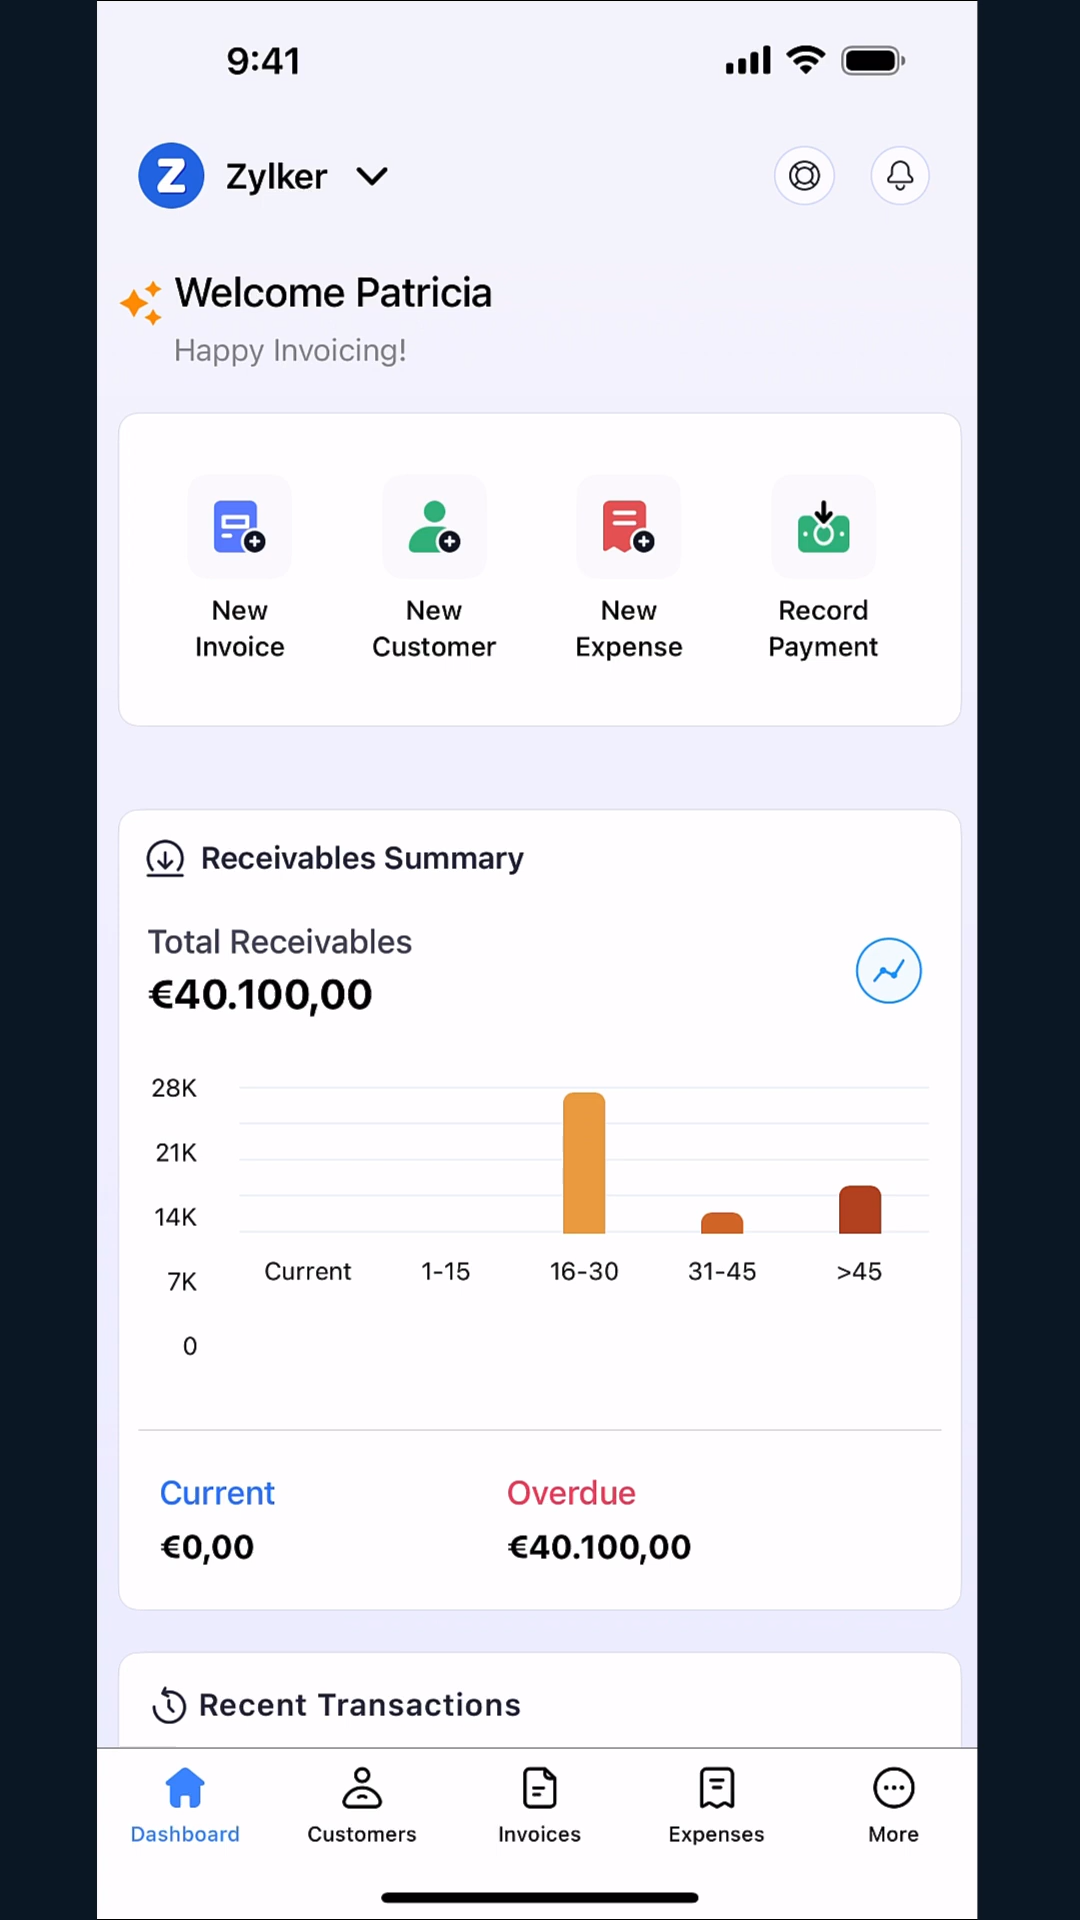 9:41
Z Zylker
Welcome Patricia
Happy Invoicing!
New Invoice
New Customer
New Expense
Record Payment
Receivables Summary
Total Receivables
€40.100,00
28K
21K
14K
7K
0
Current 1-15 16-30 31-45 >45
Current Overdue
€0,00 €40.100,00
Recent Transactions
Dashboard Customers Invoices Expenses More